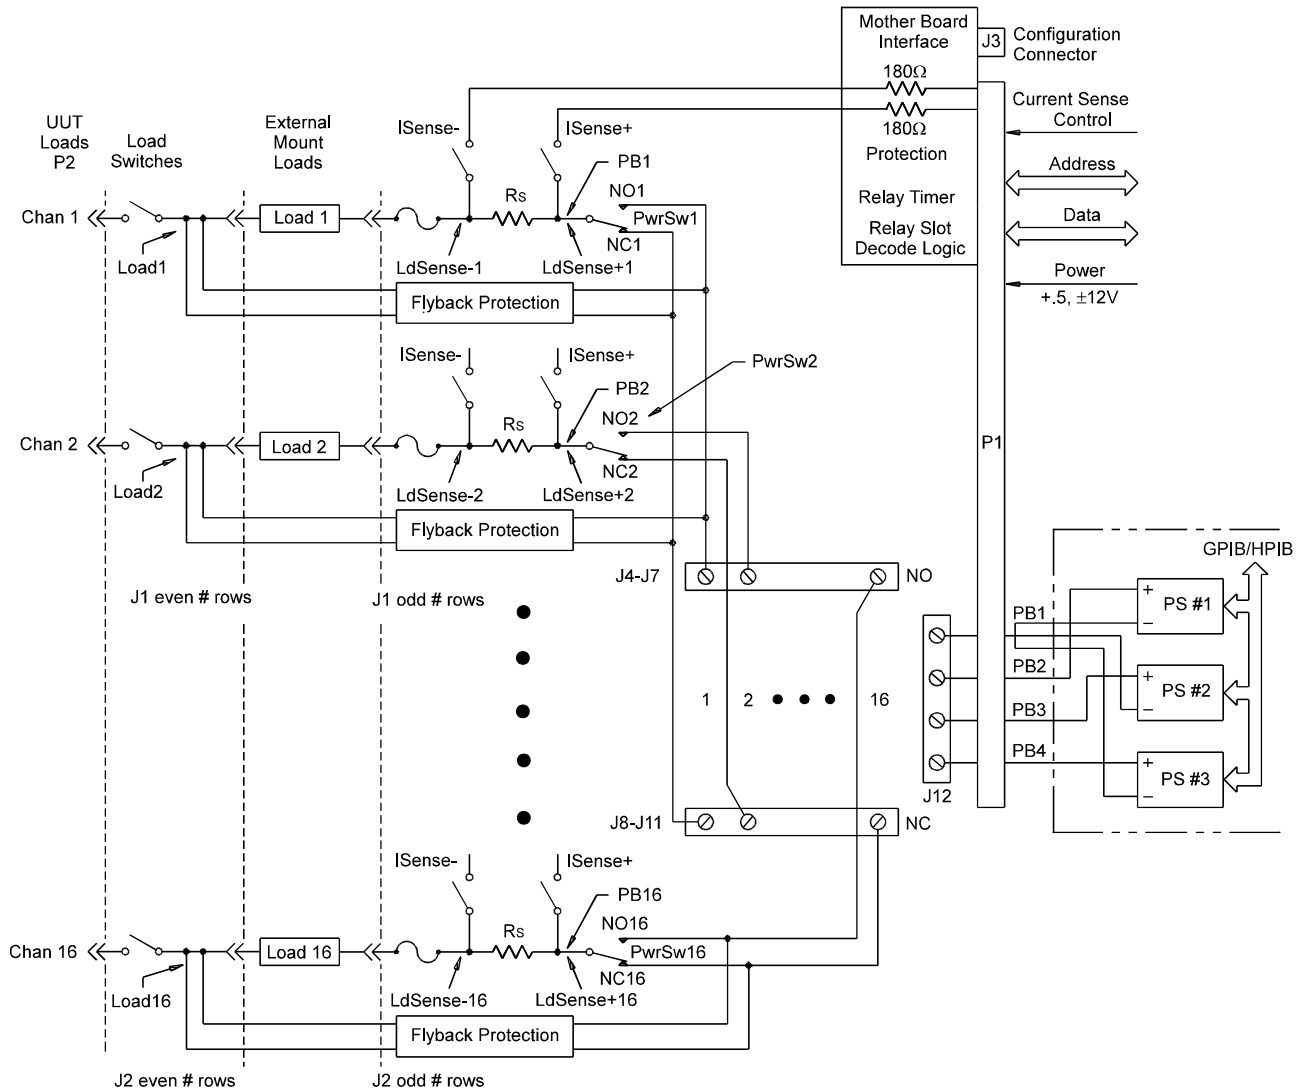 Mother Board
Interface
J3
Configuration
Connector
180Ω
180Ω
Protection
Relay Timer
Relay Slot
Decode Logic
Current Sense
Control
Address
Data
Power
+.5, ±12V
UUT
Loads
P2
Load
Switches
External
Mount
Loads
ISense-
ISense+
PB1
NO1
Rs
PwrSw1
NC1
Chan 1
Load 1
Load1
LdSense-1
LdSense+1
Flyback Protection
ISense-
ISense+
PwrSw2
PB2
NO2
Rs
NC2
Chan 2
Load 2
Load2
LdSense-2
LdSense+2
Flyback Protection
P1
J4-J7
NO
J1 even # rows
J1 odd # rows
1
2
16
J8-J11
NC
J12
PB1
PB2
PB3
PB4
GPIB/HPIB
+
PS #1
−
+
PS #2
−
+
PS #3
−
ISense-
ISense+
PB16
NO16
Rs
PwrSw16
NC16
Chan 16
Load 16
Load16
LdSense-16
LdSense+16
Flyback Protection
J2 even # rows
J2 odd # rows